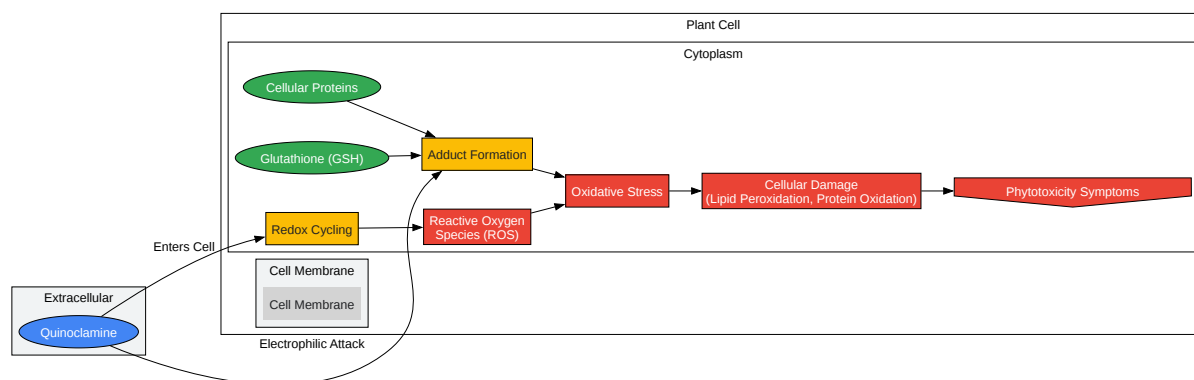 Plant Cell
Cytoplasm
Cellular Proteins
Glutathione (GSH)
Adduct Formation
Oxidative Stress
Cellular Damage
(Lipid Peroxidation, Protein Oxidation)
Phytotoxicity Symptoms
Redox Cycling
Reactive Oxygen
Species (ROS)
Enters Cell
Cell Membrane
Cell Membrane
Extracellular
Quinoclamine
Electrophilic Attack